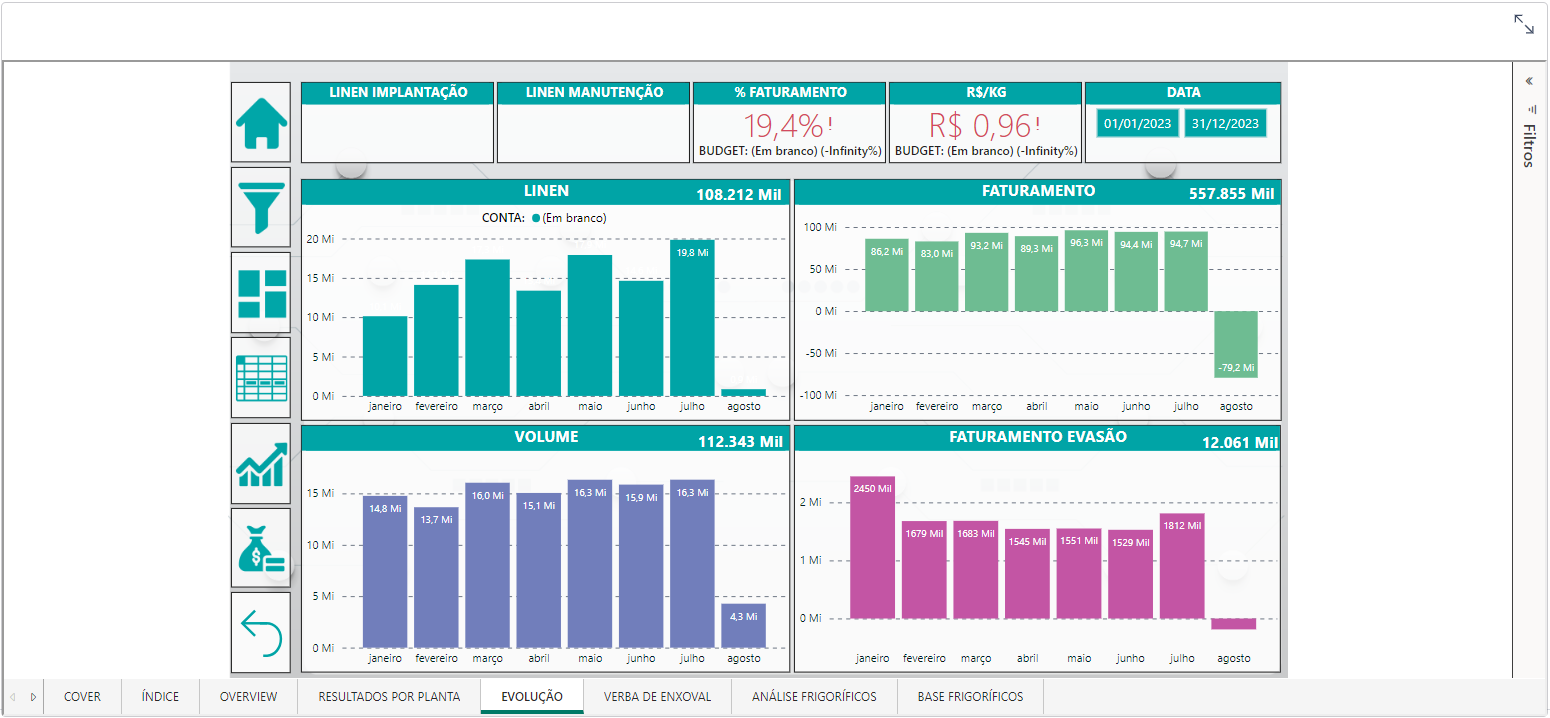 LINEN IMPLANTAÇÃO
LINEN MANUTENÇÃO
% FATURAMENTO
19,4%!
BUDGET: (Em branco) (-Infinity%)
R$/KG
R$ 0,96!
BUDGET: (Em branco) (-Infinity%)
DATA
01/01/2023 31/12/2023
«
Filtros
LINEN 108.212 Mil
CONTA: (Em branco)
20 Mi
15 Mi
10 Mi
5 Mi
0 Mi
19,8 Mi
janeiro fevereiro março abril maio junho julho agosto
FATURAMENTO 557.855 Mil
100 Mi
50 Mi
0 Mi
-50 Mi
-100 Mi
86,2 Mi 83,0 Mi 93,2 Mi 89,3 Mi 96,3 Mi 94,4 Mi 94,7 Mi
-79,2 Mi
janeiro fevereiro março abril maio junho julho agosto
VOLUME 112.343 Mil
15 Mi
10 Mi
5 Mi
0 Mi
14,8 Mi 13,7 Mi 16,0 Mi 15,1 Mi 16,3 Mi 15,9 Mi 16,3 Mi 4,3 Mi
janeiro fevereiro março abril maio junho julho agosto
FATURAMENTO EVASÃO 12.061 Mil
2 Mi
1 Mi
0 Mi
2450 Mil 1679 Mil 1683 Mil 1545 Mil 1551 Mil 1529 Mil 1812 Mil
janeiro fevereiro março abril maio junho julho agosto
$
COVER ÍNDICE OVERVIEW RESULTADOS POR PLANTA EVOLUÇÃO VERBA DE ENXOVAL ANÁLISE FRIGORÍFICOS BASE FRIGORÍFICOS